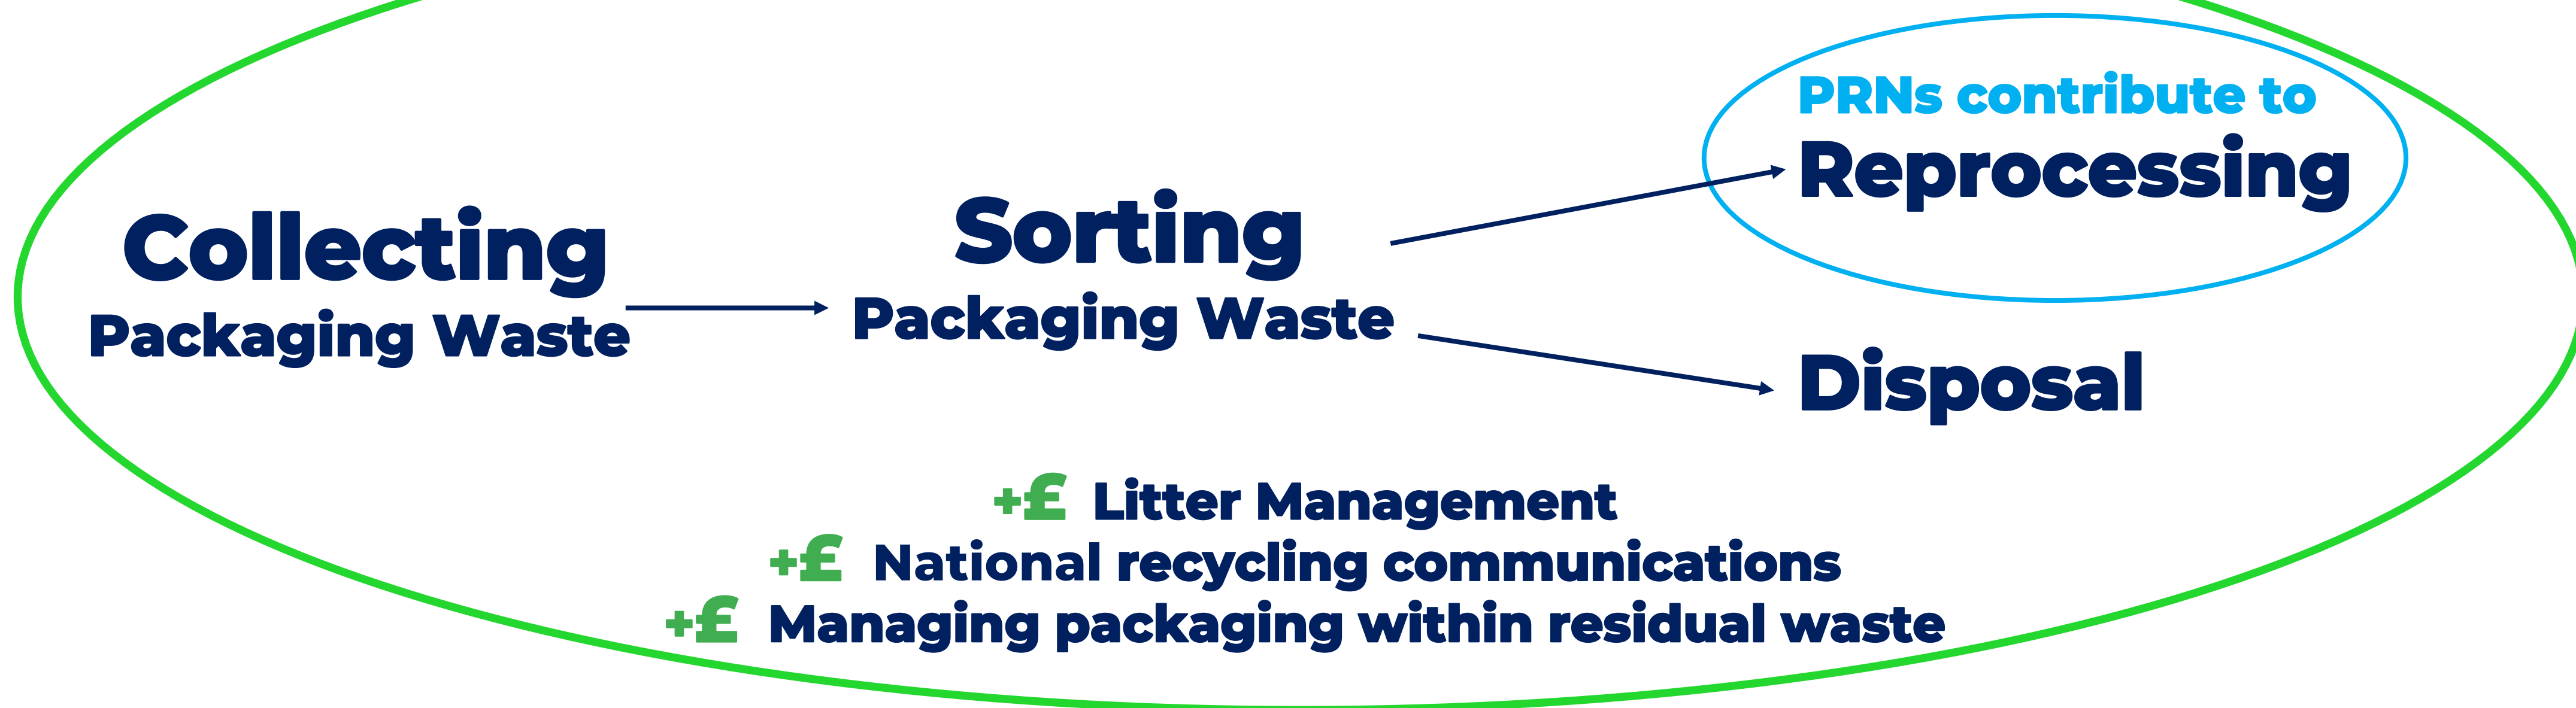 Collecting
Packaging Waste
Sorting
Packaging Waste
PRNs contribute to
Reprocessing
Disposal
+£ Litter Management
+£ National recycling communications
+£ Managing packaging within residual waste